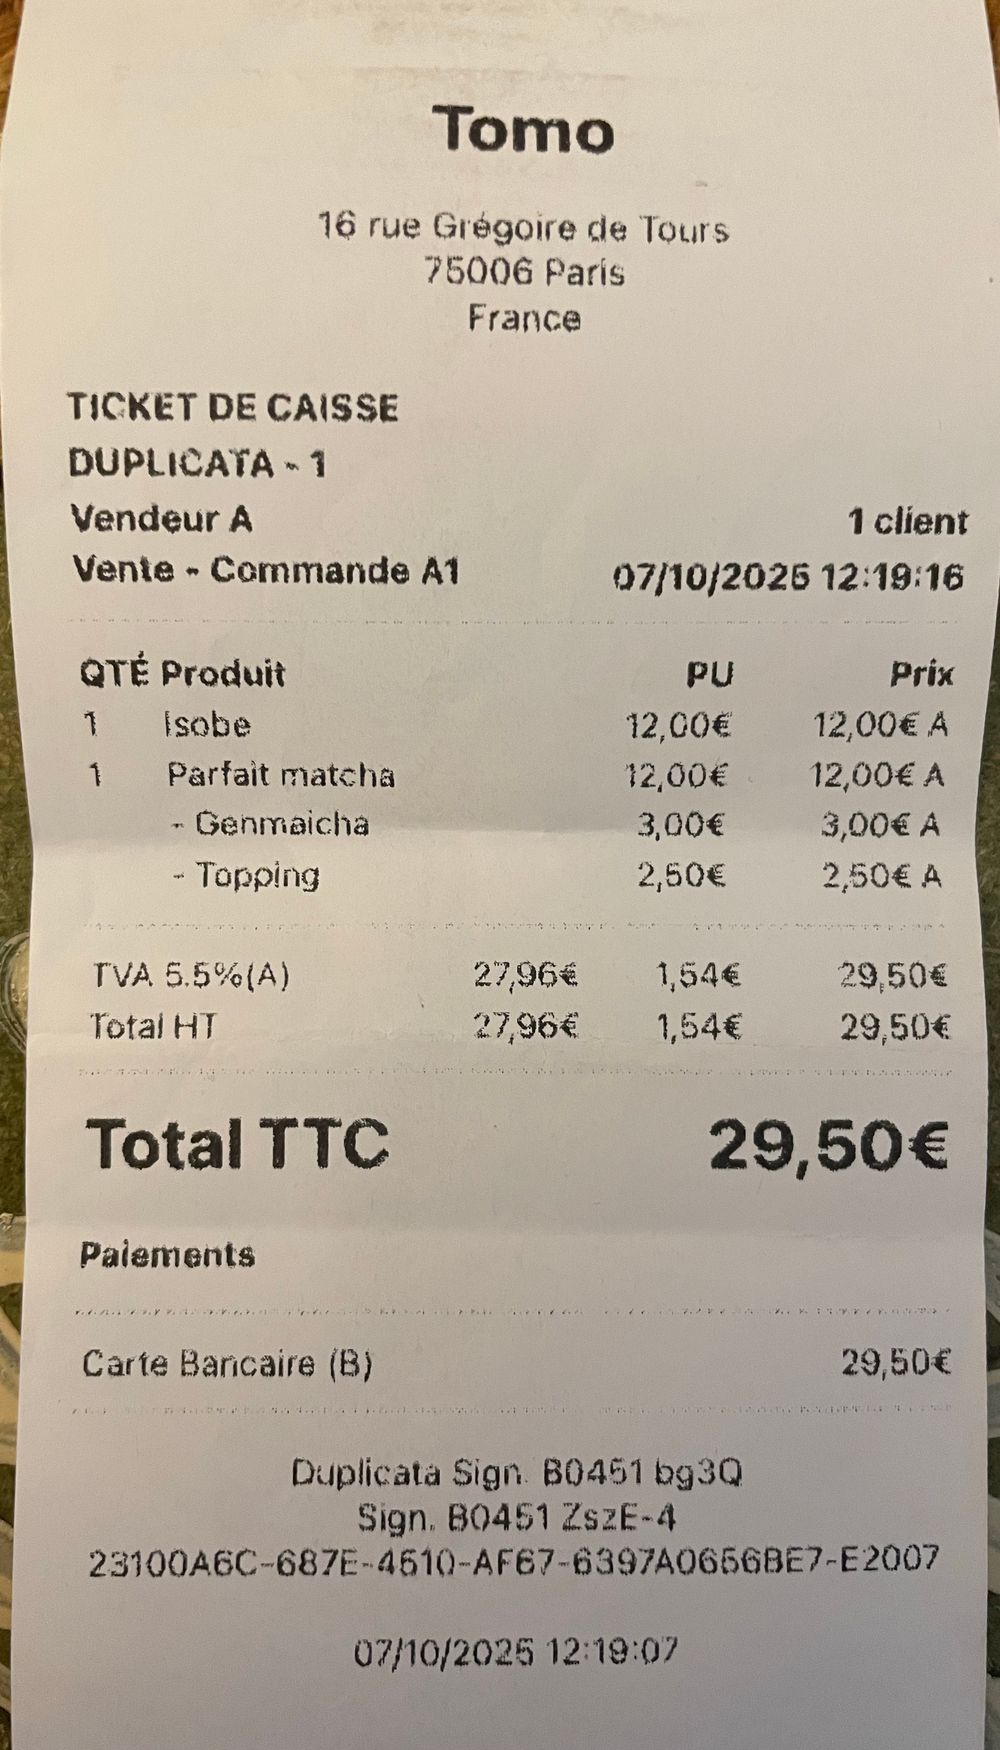 Tomo
16 rue Grégoire de Tours
75006 Paris
France
TICKET DE CAISSE
DUPLICATA - 1
Vendeur A 1 client
Vente - Commande A1 07/10/2025 12:19:16
QTÉ Produit PU Prix
1 Isobe 12,00€ 12,00€ A
1 Parfait matcha 12,00€ 12,00€ A
- Genmaicha 3,00€ 3,00€ A
- Topping 2,50€ 2,50€ A
TVA 5.5%(A) 27,96€ 1,54€ 29,50€
Total HT 27,96€ 1,54€ 29,50€
Total TTC 29,50€
Paiements
Carte Bancaire (B) 29,50€
Duplicata Sign. B0451 bg3Q
Sign. B0451 ZszE-4
23100A6C-687E-4510-AF67-6397A0656BE7-E2007
07/10/2025 12:19:07